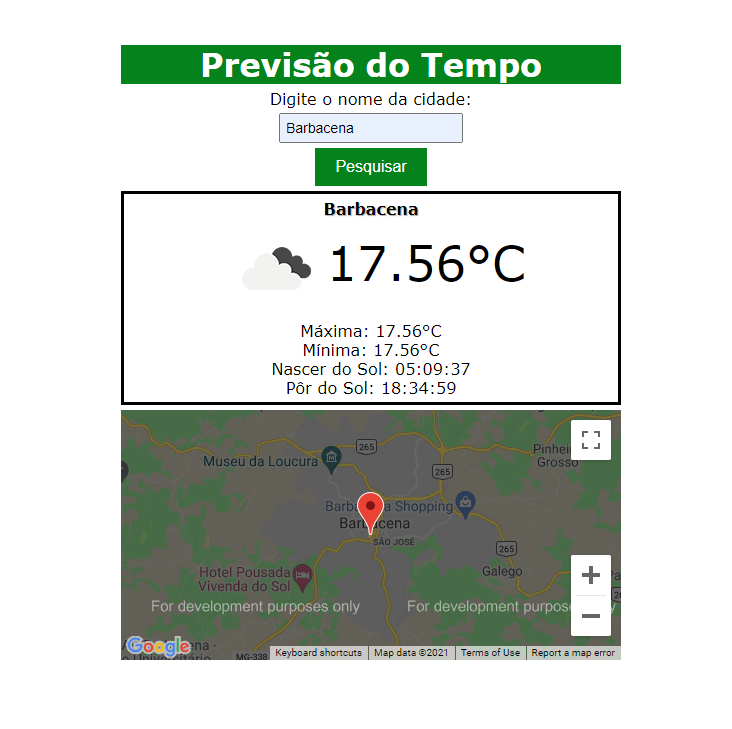 Previsão do Tempo
Digite o nome da cidade:
Barbacena
Pesquisar
Barbacena
17.56°C
Máxima: 17.56°C
Mínima: 17.56°C
Nascer do Sol: 05:09:37
Pôr do Sol: 18:34:59
265
Museu da Loucura
265
Pinhei
Grosso
Barbacena Shopping
Barbacena
SÃO JOSÉ
265
Hotel Pousada
Vivenda do Sol
Galego
For development purposes only
For development purpos
Google
MG-338
Keyboard shortcuts
Map data ©2021
Terms of Use
Report a map error